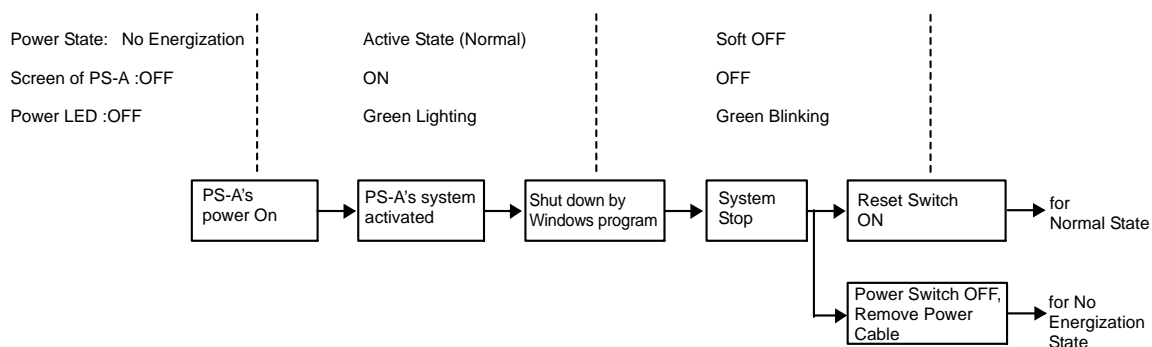 Power State: No Energization Active State (Normal) Soft OFF
Screen of PS-A :OFF ON OFF
Power LED :OFF Green Lighting Green Blinking
PS-A's
power On
PS-A's system
activated
Shut down by
Windows program
System
Stop
Reset Switch
ON
for
Normal State
Power Switch OFF,
Remove Power
Cable
for No
Energization
State